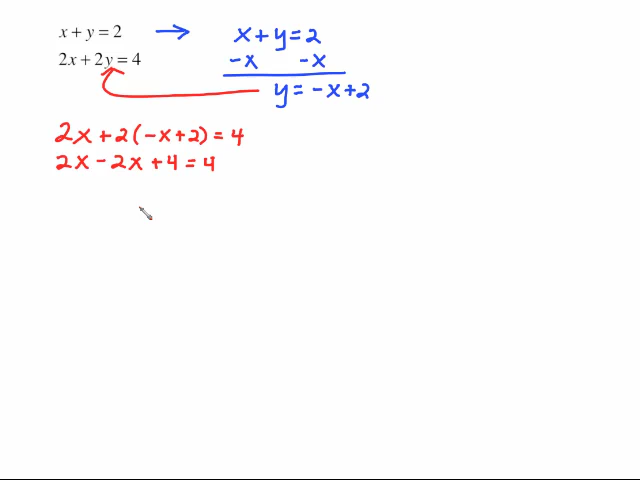 x + y = 2
2x + 2y = 4
x + y = 2
-x -x
y = -x + 2
2x + 2(-x + 2) = 4
2x - 2x + 4 = 4